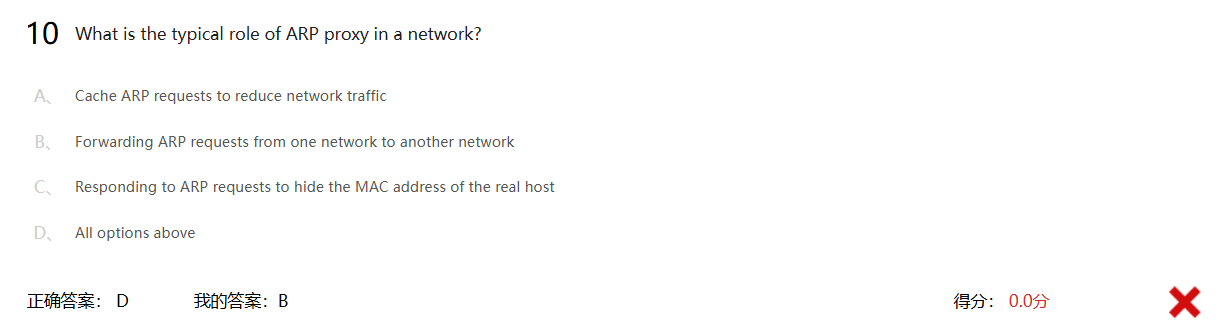 10 What is the typical role of ARP proxy in a network?
A、 Cache ARP requests to reduce network traffic
B、 Forwarding ARP requests from one network to another network
C、 Responding to ARP requests to hide the MAC address of the real host
D、 All options above
正确答案： D 我的答案：B 得分： 0.0分